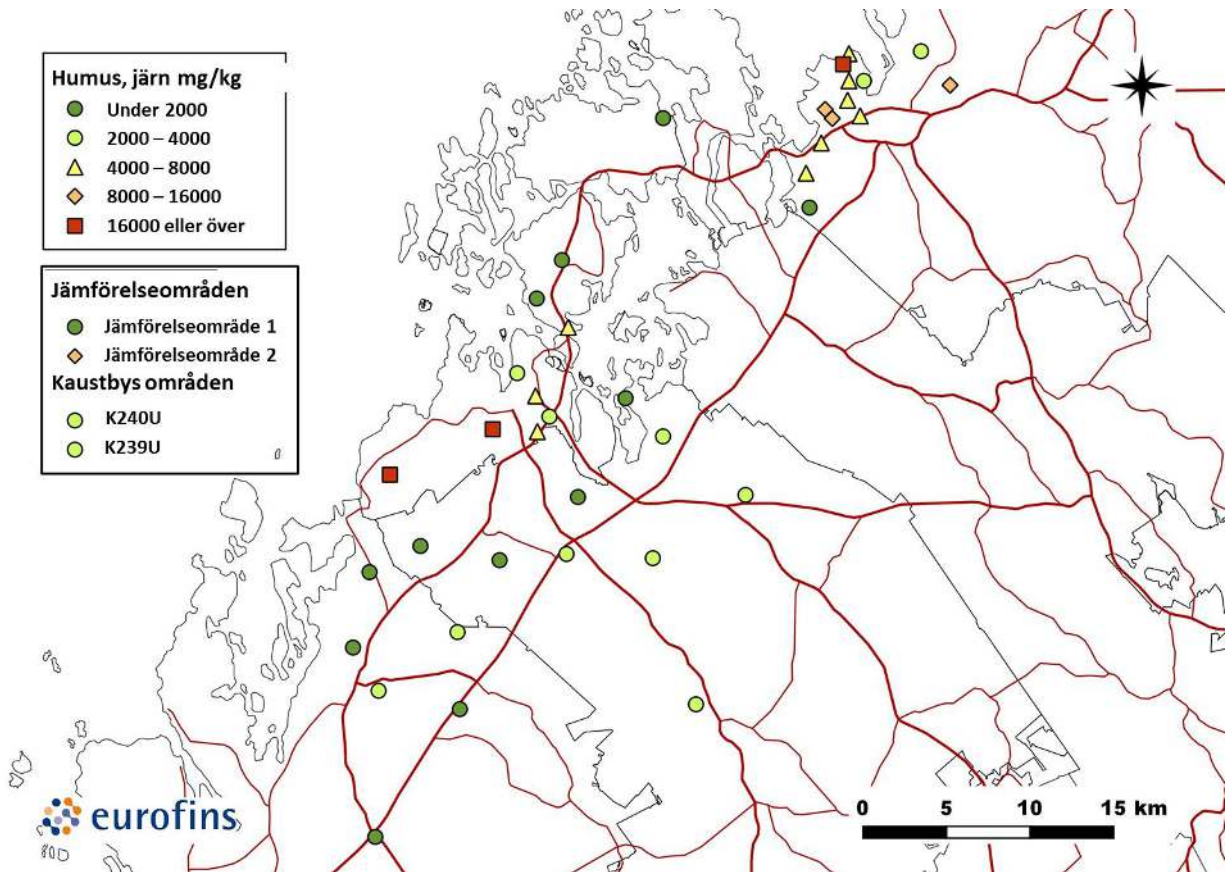 Humus, järn mg/kg
Under 2000
2000 – 4000
4000 – 8000
8000 – 16000
16000 eller över
Jämförelseområden
Jämförelseområde 1
Jämförelseområde 2
Kaustbys områden
K240U
K239U
eurofins
0 5 10 15 km